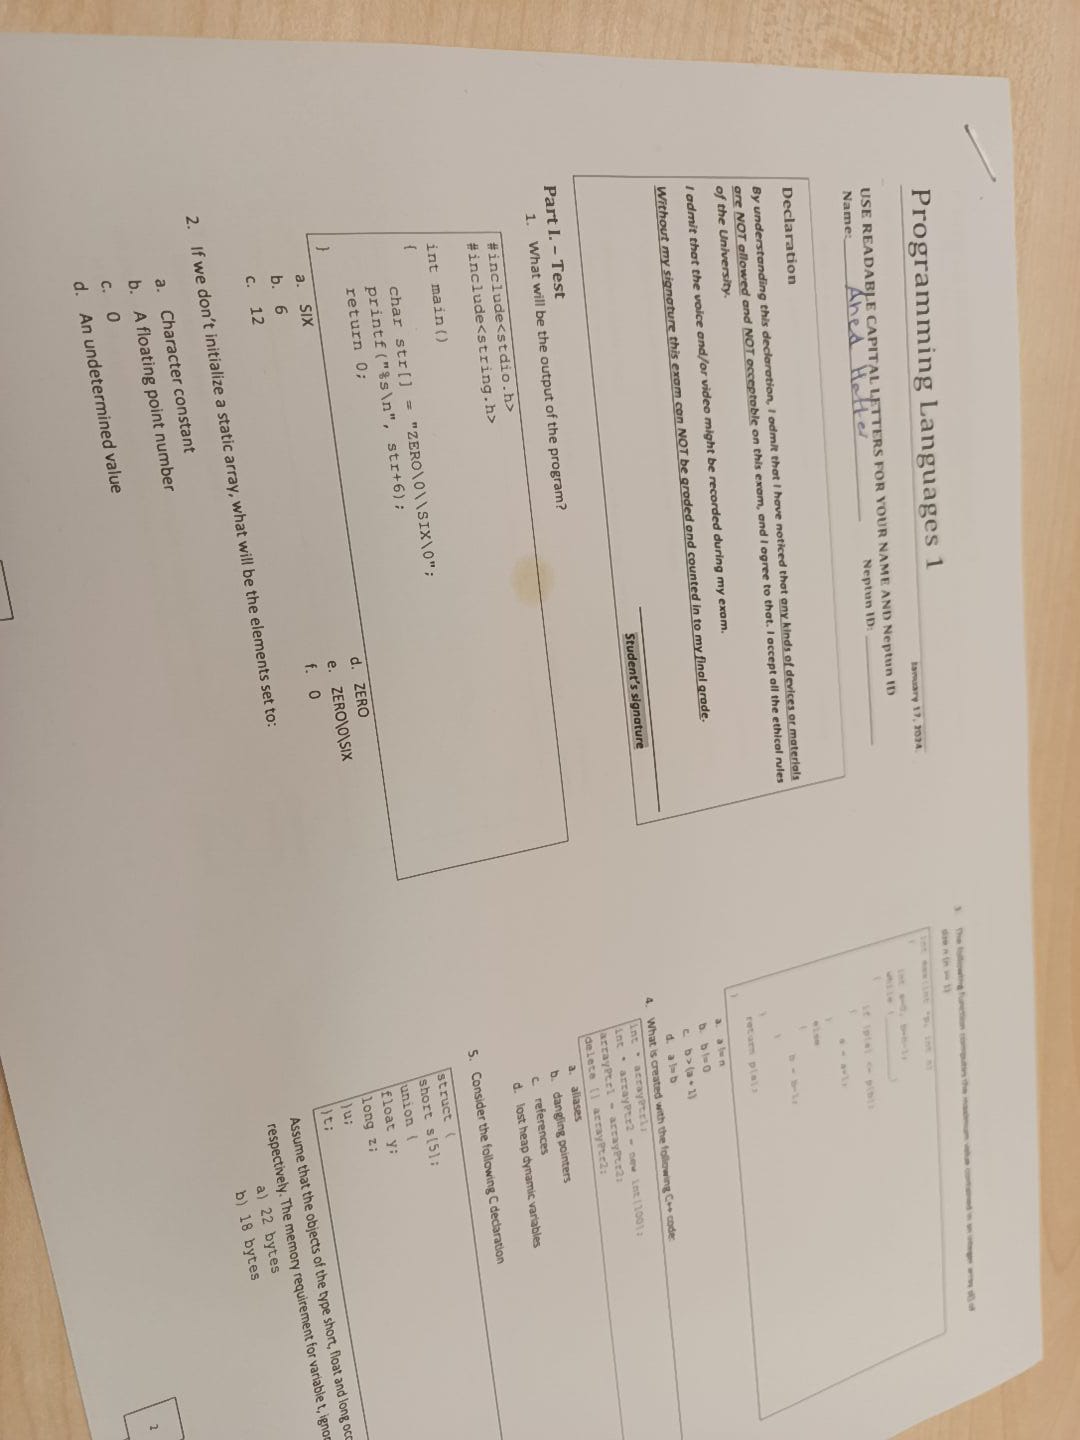 Programming Languages 1
January 17, 2024.
USE READABLE CAPITAL LETTERS FOR YOUR NAME AND Neptun ID
Name: Neptun ID:
Declaration
By understanding this declaration, I admit that I have noticed that any kinds of devices or materials
are NOT allowed and NOT acceptable on this exam, and I agree to that. I accept all the ethical rules
of the University.
I admit that the voice and/or video might be recorded during my exam.
Without my signature this exam can NOT be graded and counted in to my final grade.
Student's signature
Part I. – Test
1. What will be the output of the program?
#include<stdio.h>
#include<string.h>
int main()
{
char str[] = "ZERO\0\\SIX\0";
printf("%s\n", str+6);
return 0;
}
a. SIX
b. 6
c. 12
d. ZERO
e. ZERO\0\SIX
f. 0
2. If we don't initialize a static array, what will be the elements set to:
a. Character constant
b. A floating point number
c. 0
d. An undetermined value
3. The following function computes the maximum value contained in an integer array of
size n (n >= 1)
int max(int *p, int n)
{
int a=0, b=n-1;
while (______)
{
if (p[a] <= p[b])
{
a = a+1;
}
else
{
b = b-1;
}
}
return p[a];
}
a. a != n
b. b != 0
c. b > (a + 1)
d. a != b
4. What is created with the following C++ code:
int * arrayPtr1;
int * arrayPtr2 = new int[100];
arrayPtr1 = arrayPtr2;
delete [] arrayPtr2;
a. aliases
b. dangling pointers
c. references
d. lost heap dynamic variables
5. Consider the following C declaration
struct {
short s[5];
union {
float y;
long z;
}u;
}t;
Assume that the objects of the type short, float and long occ
respectively. The memory requirement for variable t, ignor
a) 22 bytes
b) 18 bytes
2